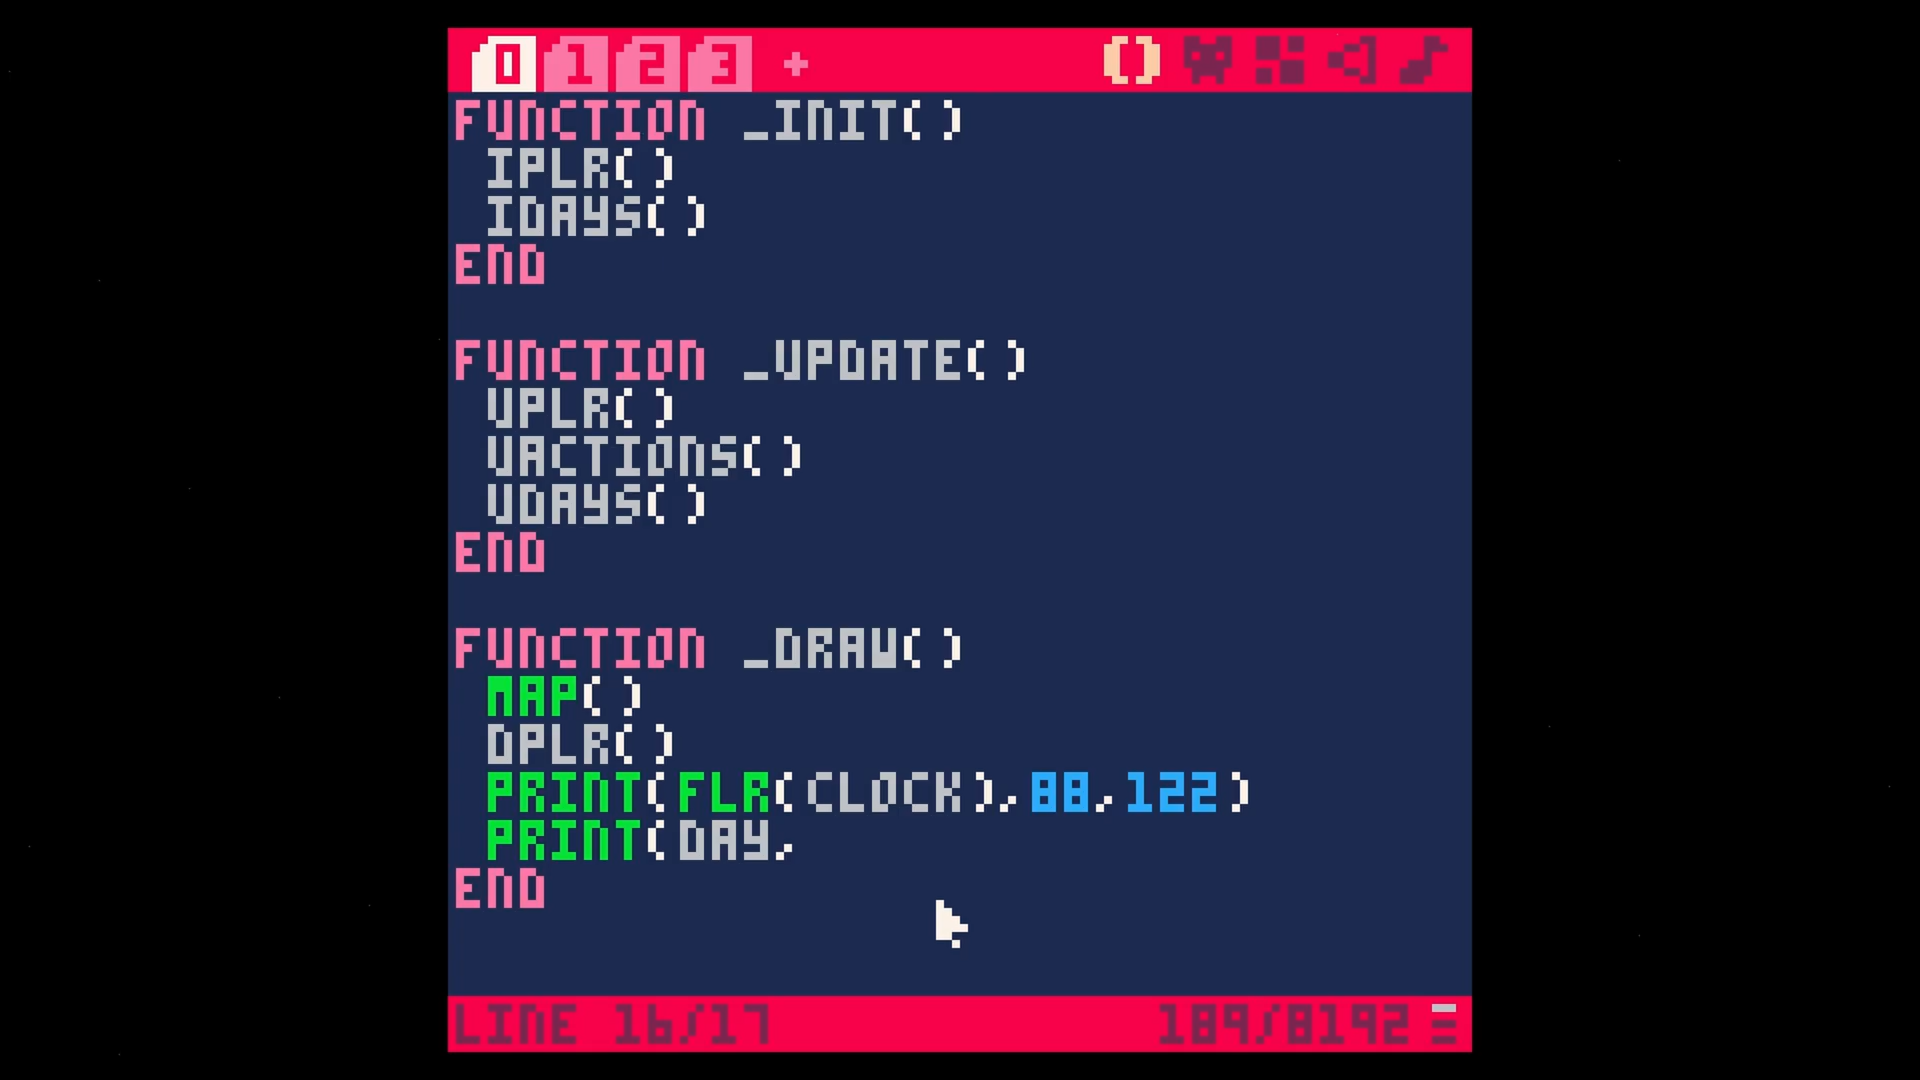 0 1 2 3 +
FUNCTION _INIT()
 IPLR()
 IDAYS()
END

FUNCTION _UPDATE()
 UPLR()
 UACTIONS()
 UDAYS()
END

FUNCTION _DRAW()
 MAP()
 DPLR()
 PRINT(FLR(CLOCK),88,122)
 PRINT(DAY,
END
LINE 16/17 189/8192